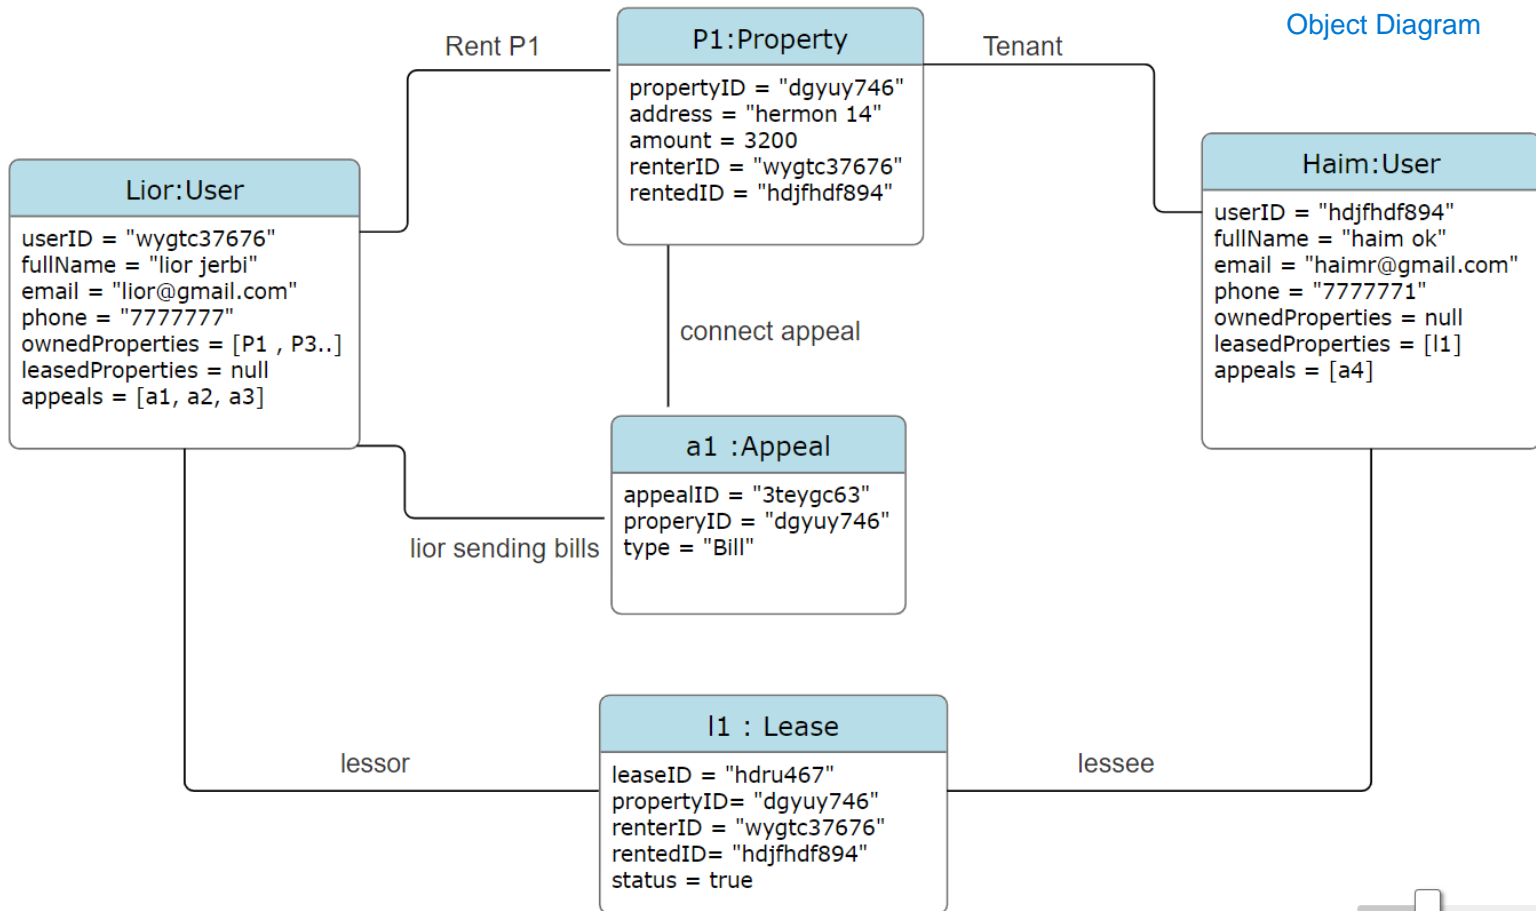 Object Diagram
Rent P1
P1:Property
propertyID = "dgyuy746"
address = "hermon 14"
amount = 3200
renterID = "wygtc37676"
rentedID = "hdjfhdf894"
Tenant
Lior:User
userID = "wygtc37676"
fullName = "lior jerbi"
email = "lior@gmail.com"
phone = "7777777"
ownedProperties = [P1 , P3..]
leasedProperties = null
appeals = [a1, a2, a3]
Haim:User
userID = "hdjfhdf894"
fullName = "haim ok"
email = "haimr@gmail.com"
phone = "7777771"
ownedProperties = null
leasedProperties = [l1]
appeals = [a4]
connect appeal
a1 :Appeal
appealID = "3teygc63"
properyID = "dgyuy746"
type = "Bill"
lior sending bills
l1 : Lease
leaseID = "hdru467"
propertyID= "dgyuy746"
renterID = "wygtc37676"
rentedID= "hdjfhdf894"
status = true
lessor
lessee